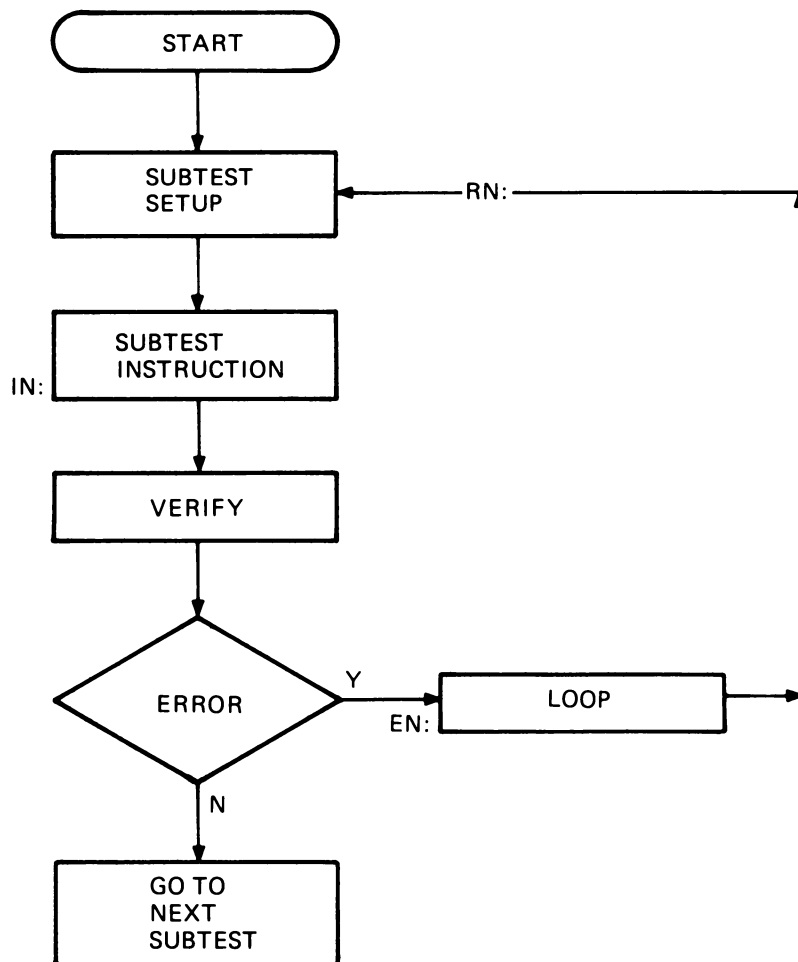 START
SUBTEST
SETUP
RN:
SUBTEST
INSTRUCTION
IN:
VERIFY
ERROR
Y
LOOP
EN:
N
GO TO
NEXT
SUBTEST